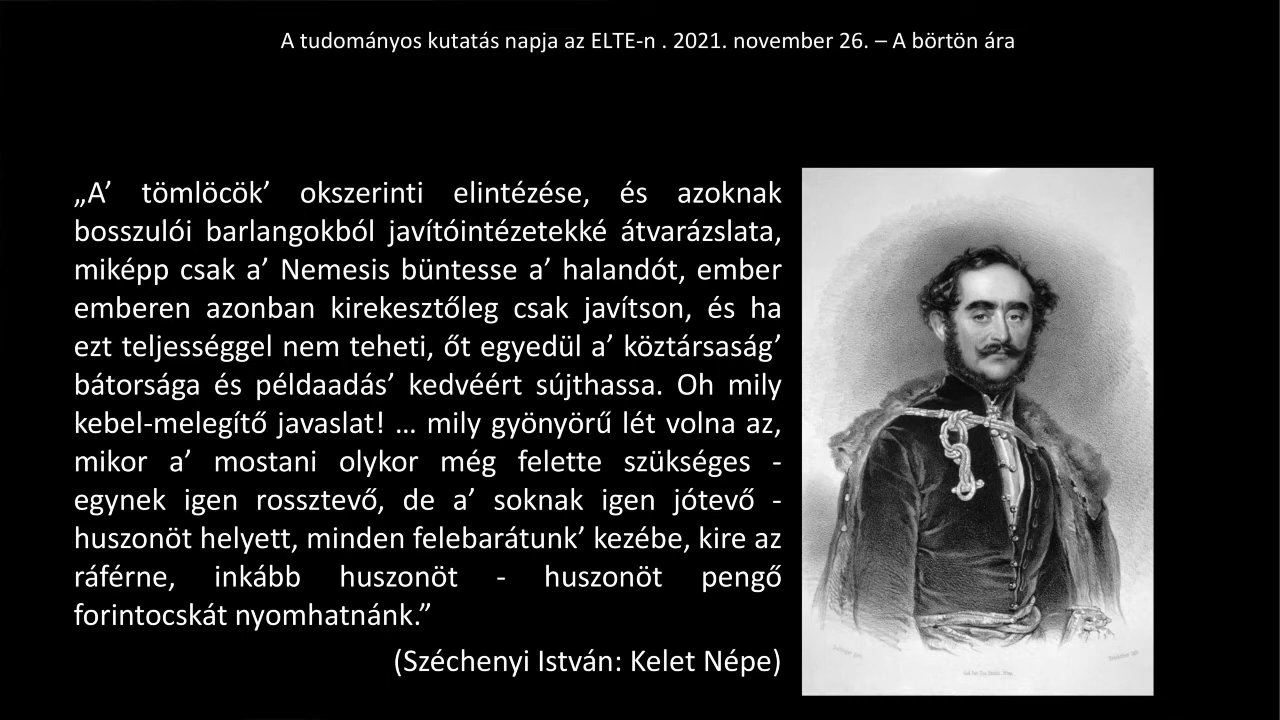 A tudományos kutatás napja az ELTE-n . 2021. november 26. – A börtön ára
„A’ tömlöcök’ okszerinti elintézése, és azoknak
bosszulói barlangokból javítóintézetekké átvarázslata,
miképp csak a’ Nemesis büntesse a’ halandót, ember
emberen azonban kirekesztőleg csak javítson, és ha
ezt teljességgel nem teheti, őt egyedül a’ köztársaság’
bátorsága és példaadás’ kedvéért sújthassa. Oh mily
kebel-melegítő javaslat! … mily gyönyörű lét volna az,
mikor a’ mostani olykor még felette szükséges -
egynek igen rossztevő, de a’ soknak igen jótevő -
huszonöt helyett, minden felebarátunk’ kezébe, kire az
ráférne, inkább huszonöt - huszonöt pengő
forintocskát nyomhatnánk.”
(Széchenyi István: Kelet Népe)